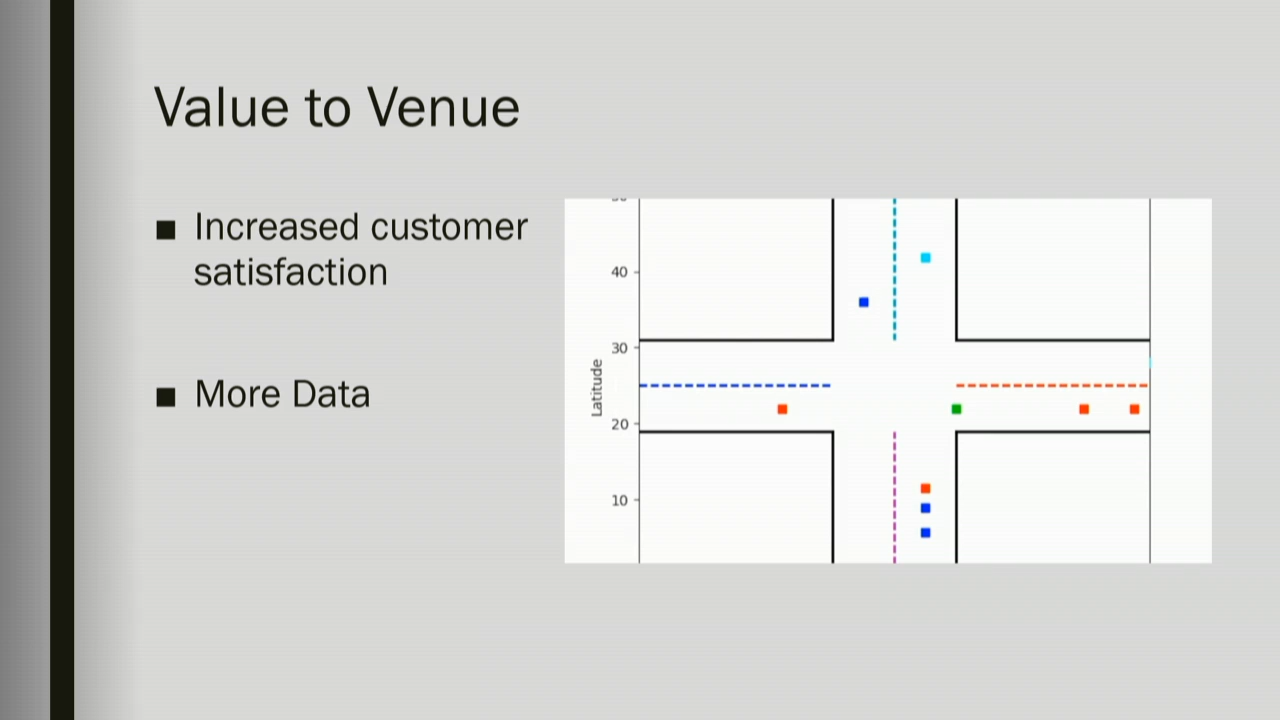 Value to Venue
Increased customer
satisfaction
More Data
40
30
20
10
Latitude